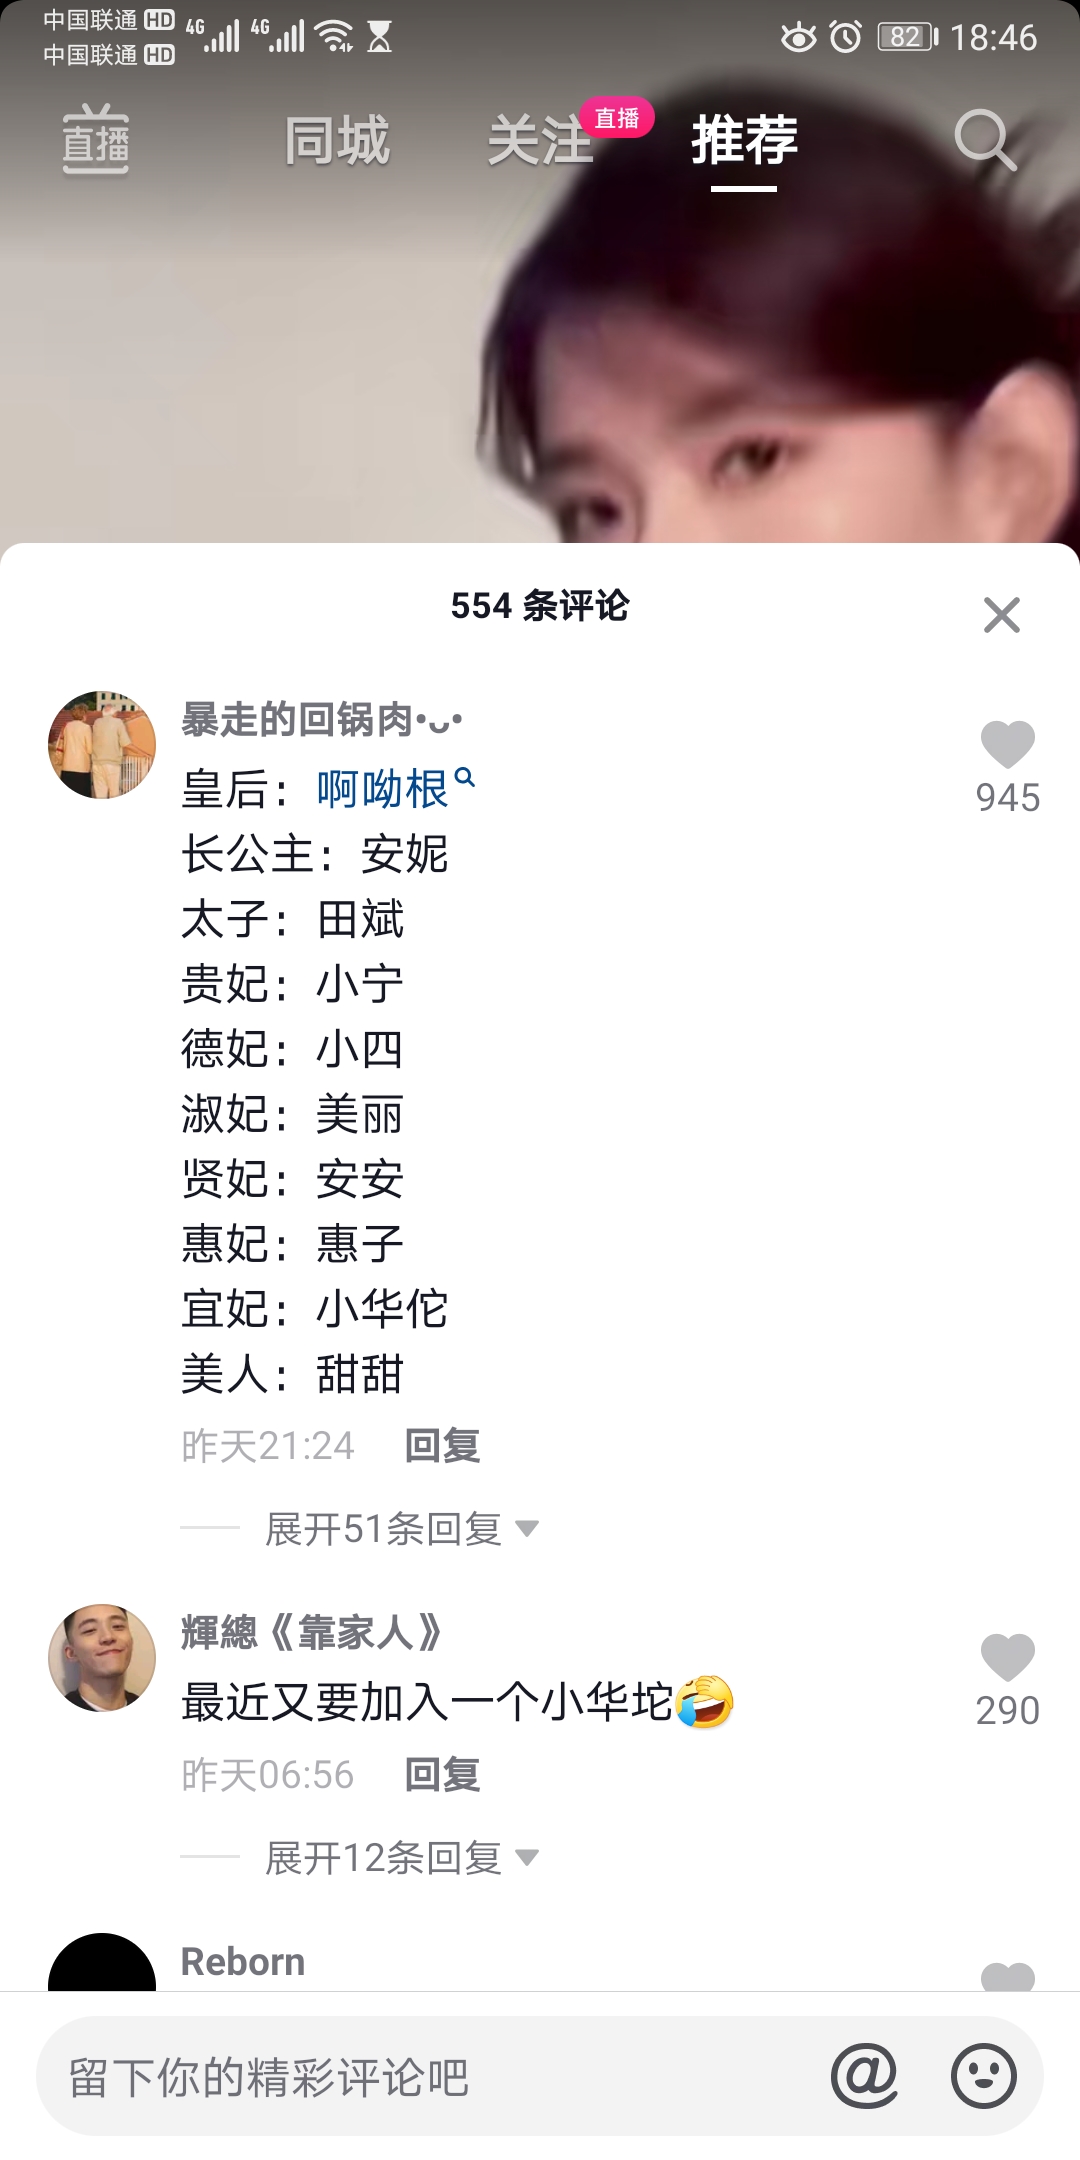 中国联通 HD 4G 4G 82 18:46
中国联通 HD
直播 同城 关注 直播 推荐
554 条评论
暴走的回锅肉•ᴗ•
皇后：啊呦根
长公主：安妮
太子：田斌
贵妃：小宁
德妃：小四
淑妃：美丽
贤妃：安安
惠妃：惠子
宜妃：小华佗
美人：甜甜
945
昨天21:24 回复
展开51条回复
輝總《靠家人》
最近又要加入一个小华坨🤣
290
昨天06:56 回复
展开12条回复
Reborn
留下你的精彩评论吧 @